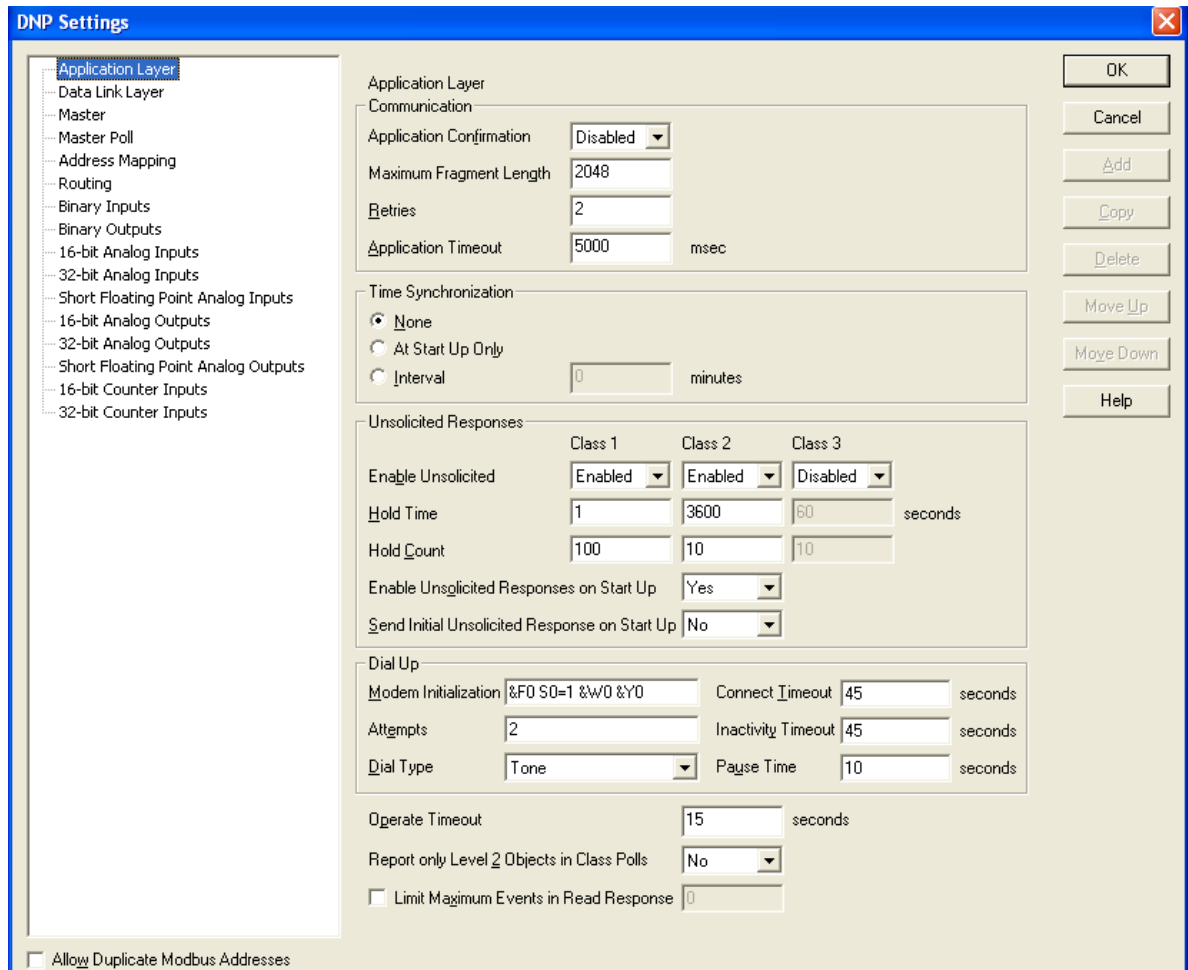 DNP Settings
Application Layer
Data Link Layer
Master
Master Poll
Address Mapping
Routing
Binary Inputs
Binary Outputs
16-bit Analog Inputs
32-bit Analog Inputs
Short Floating Point Analog Inputs
16-bit Analog Outputs
32-bit Analog Outputs
Short Floating Point Analog Outputs
16-bit Counter Inputs
32-bit Counter Inputs
Allow Duplicate Modbus Addresses
Application Layer
Communication
Application Confirmation Disabled
Maximum Fragment Length 2048
Retries 2
Application Timeout 5000 msec
Time Synchronization
None
At Start Up Only
Interval 0 minutes
Unsolicited Responses
Class 1 Class 2 Class 3
Enable Unsolicited Enabled Enabled Disabled
Hold Time 1 3600 60 seconds
Hold Count 100 10 10
Enable Unsolicited Responses on Start Up Yes
Send Initial Unsolicited Response on Start Up No
Dial Up
Modem Initialization &F0 S0=1 &W0 &Y0 Connect Timeout 45 seconds
Attempts 2 Inactivity Timeout 45 seconds
Dial Type Tone Pause Time 10 seconds
Operate Timeout 15 seconds
Report only Level 2 Objects in Class Polls No
Limit Maximum Events in Read Response 0
OK
Cancel
Add
Copy
Delete
Move Up
Move Down
Help